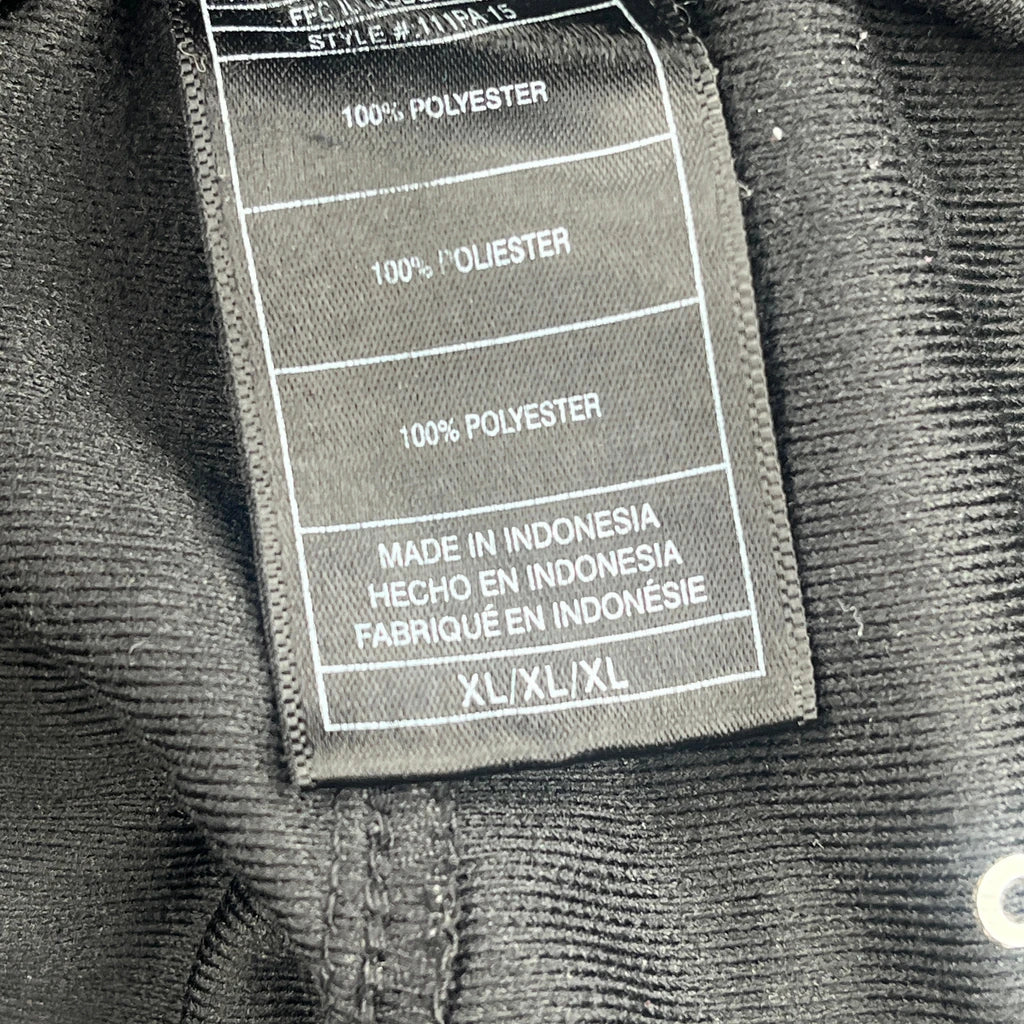 STYLE # 111PA-15
100% POLYESTER
100% POLIESTER
100% POLYESTER
MADE IN INDONESIA
HECHO EN INDONESIA
FABRIQUÉ EN INDONÉSIE
XL/XL/XL